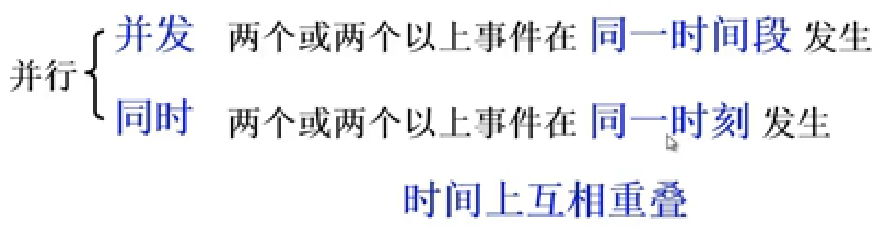 并发 两个或两个以上事件在 同一时间段 发生
并行
同时 两个或两个以上事件在 同一时刻 发生
时间上互相重叠